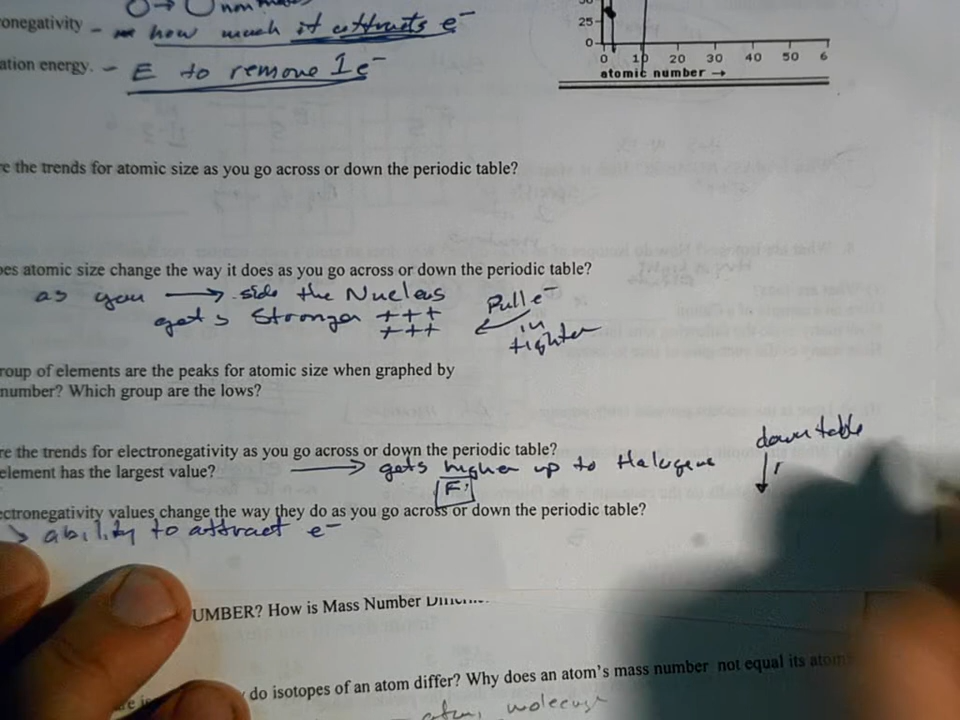 onegativity - how much it attracts e⁻
ation energy. - E to remove 1e⁻
25
0
0 10 20 30 40 50 6
atomic number →
e the trends for atomic size as you go across or down the periodic table?
es atomic size change the way it does as you go across or down the periodic table?
as you → side the Nucleus
gets Stronger +++
+++
Pull e⁻
in
tighter
roup of elements are the peaks for atomic size when graphed by
number? Which group are the lows?
down table
re the trends for electronegativity as you go across or down the periodic table?
element has the largest value? → gets higher up to Halogens
F
ectronegativity values change the way they do as you go across or down the periodic table?
ability to attract e⁻
UMBER? How is Mass Number
do isotopes of an atom differ? Why does an atom's mass number not equal its atom